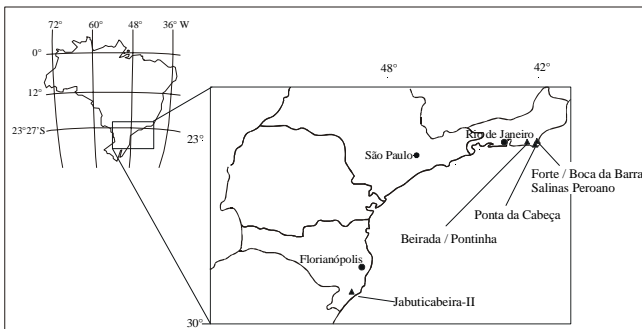 72° 60° 48° 36° W
0°
12°
23°27'S
48° 42°
23°
Rio de Janeiro
São Paulo
Forte / Boca da Barra
Salinas Peroano
Ponta da Cabeça
Beirada / Pontinha
Florianópolis
Jabuticabeira-II
30°